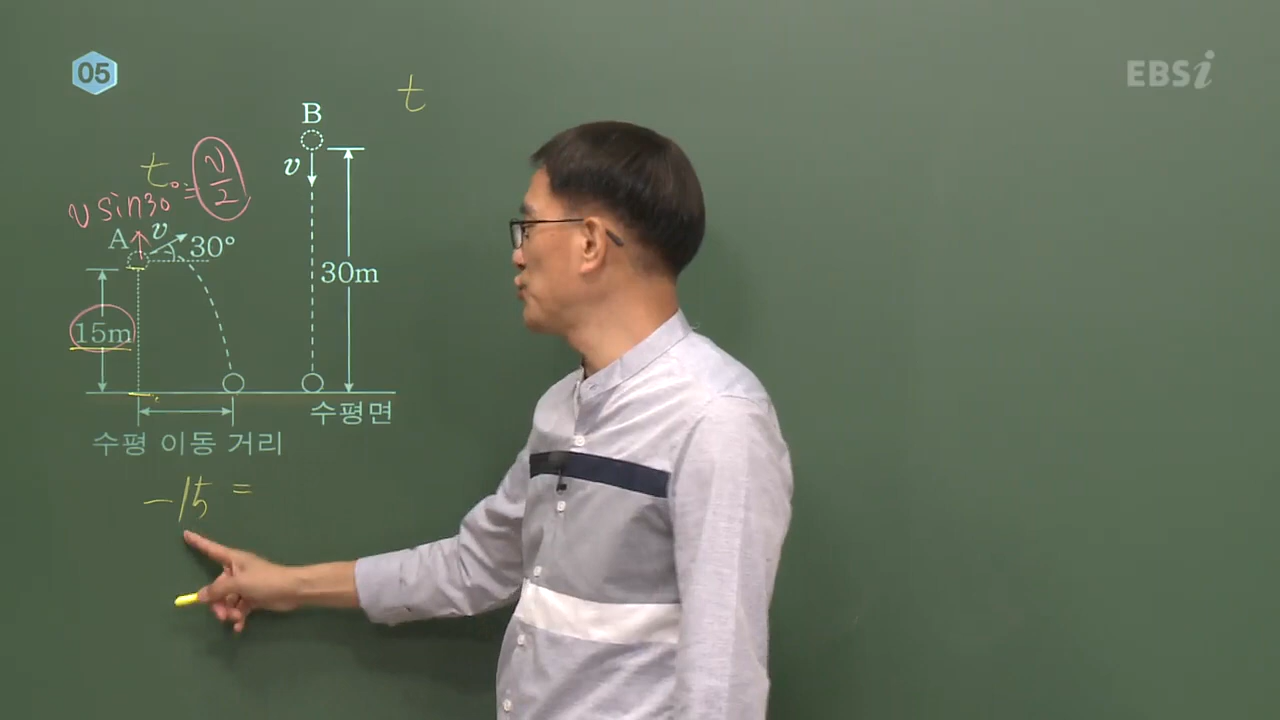 05
EBSi
t
B
v
30m
t
v sin30° = v/2
A
v
30°
15m
수평면
수평 이동 거리
-15 =